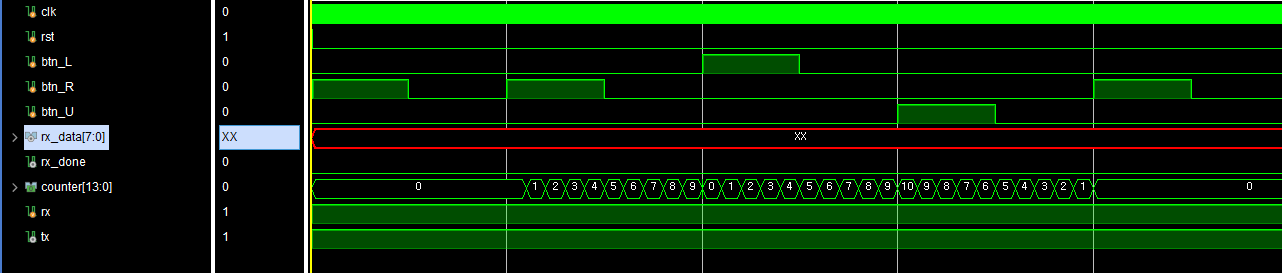 clk 0
rst 1
btn_L 0
btn_R 0
btn_U 0
rx_data[7:0] XX XX
rx_done 0
counter[13:0] 0 0 1 2 3 4 5 6 7 8 9 0 1 2 3 4 5 6 7 8 9 10 9 8 7 6 5 4 3 2 1 0
rx 1
tx 1